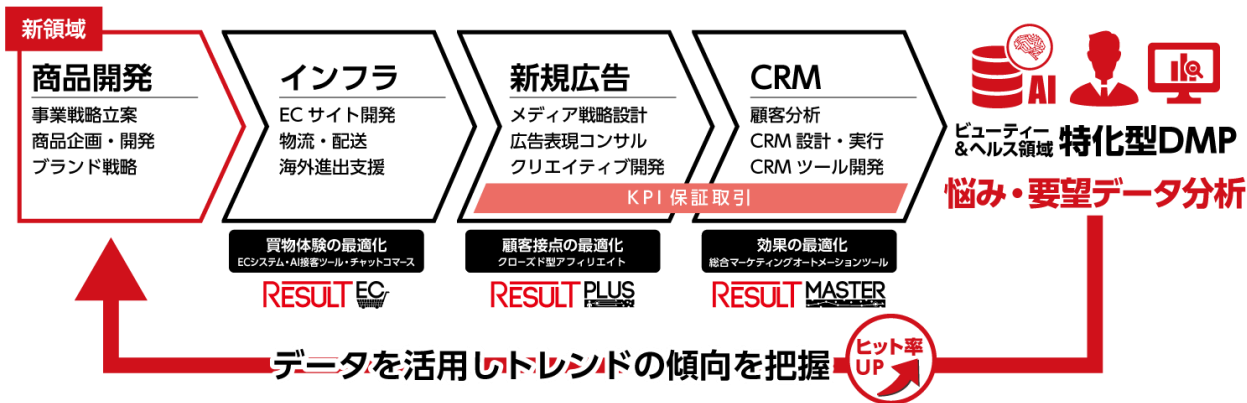 新領域
商品開発
事業戦略立案
商品企画・開発
ブランド戦略
インフラ
EC サイト開発
物流・配送
海外進出支援
新規広告
メディア戦略設計
広告表現コンサル
クリエイティブ開発
CRM
顧客分析
CRM 設計・実行
CRM ツール開発
KPI 保証取引
AI
ビューティー
&ヘルス領域 特化型DMP
悩み・要望データ分析
買物体験の最適化
ECシステム・AI接客ツール・チャットコマース
RESULT EC
顧客接点の最適化
クローズド型アフィリエイト
RESULT PLUS
効果の最適化
総合マーケティングオートメーションツール
RESULT MASTER
データを活用しトレンドの傾向を把握
ヒット率
UP